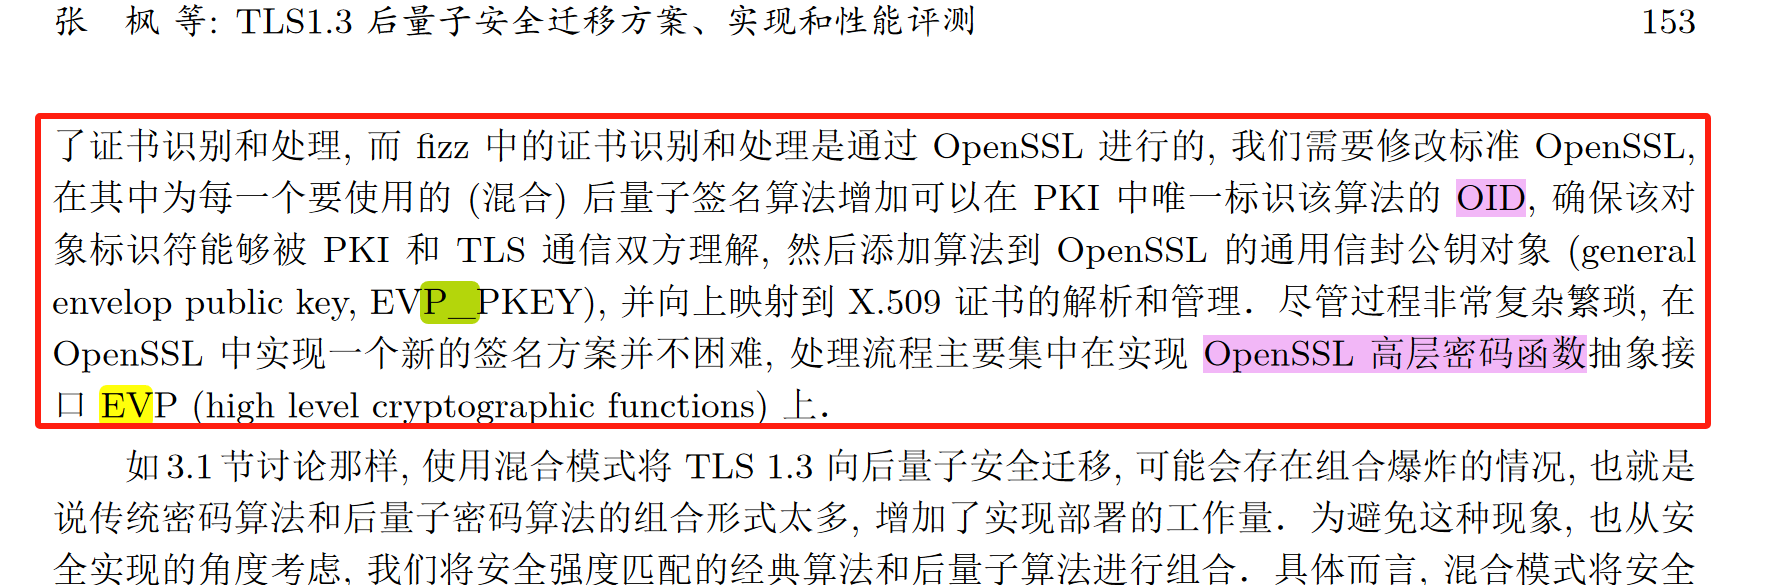 张 枫 等: TLS1.3 后量子安全迁移方案、实现和性能评测 153
了证书识别和处理, 而 fizz 中的证书识别和处理是通过 OpenSSL 进行的, 我们需要修改标准 OpenSSL,
在其中为每一个要使用的 (混合) 后量子签名算法增加可以在 PKI 中唯一标识该算法的 OID, 确保该对
象标识符能够被 PKI 和 TLS 通信双方理解, 然后添加算法到 OpenSSL 的通用信封公钥对象 (general
envelop public key, EVP_PKEY), 并向上映射到 X.509 证书的解析和管理. 尽管过程非常复杂繁琐, 在
OpenSSL 中实现一个新的签名方案并不困难, 处理流程主要集中在实现 OpenSSL 高层密码函数抽象接
口 EVP (high level cryptographic functions) 上.
如 3.1 节讨论那样, 使用混合模式将 TLS 1.3 向后量子安全迁移, 可能会存在组合爆炸的情况, 也就是
说传统密码算法和后量子密码算法的组合形式太多, 增加了实现部署的工作量. 为避免这种现象, 也从安
全实现的角度考虑, 我们将安全强度匹配的经典算法和后量子算法进行组合. 具体而言, 混合模式将安全